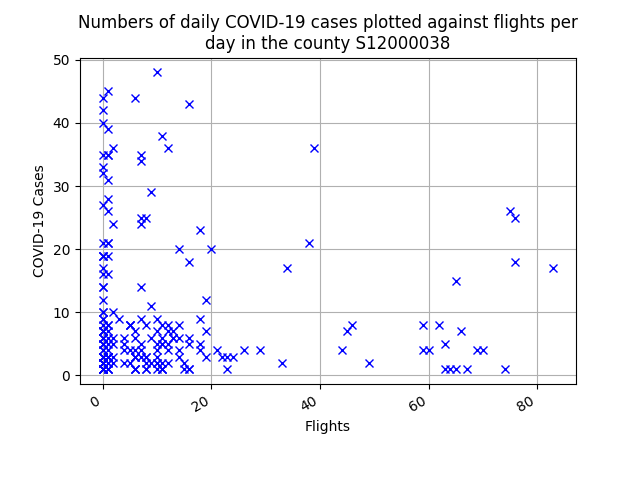 Numbers of daily COVID-19 cases plotted against flights per
day in the county S12000038
50
40
30
20
10
0
COVID-19 Cases
0
20
40
60
80
Flights